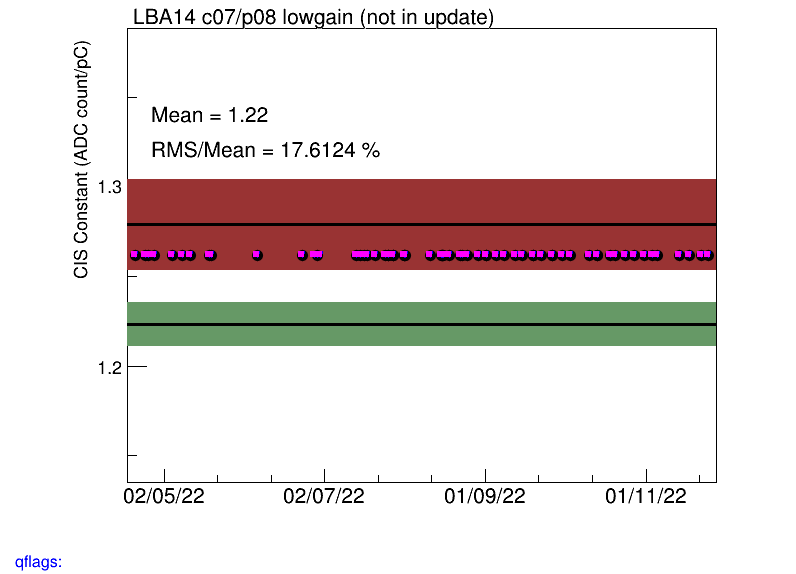 LBA14 c07/p08 lowgain (not in update)
CIS Constant (ADC count/pC)
Mean = 1.22
RMS/Mean = 17.6124 %
1.3
1.2
02/05/22 02/07/22 01/09/22 01/11/22
qflags: